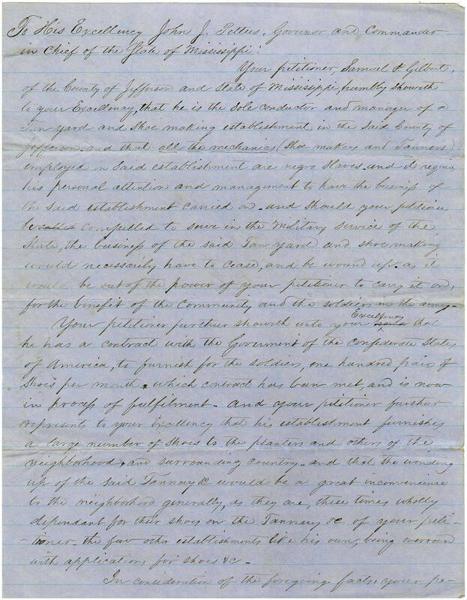 To His Excellency John J. Pettus, Governor and Commander
in Chief of the State of Mississippi:
Your petitioner, Samuel A Gilbert,
of the County of Jefferson and State of Mississippi, humbly sheweth
to your Excellency, that he is the Sole conductor and manager of a
Tan yard and Shoe making establishment, in the Said County of
Jefferson, and that all the mechanics (Shoe makers and Tanners)
employed in Said establishment are negro Slaves, and it requires
his personal attention and management to have the business of
the Said establishment carried on. and Should your petitioner
be compelled to serve in the Military Service of the
State, the business of the said Tan yard and shoe making
would necessarily have to cease, and be wound up. as it
would be out of the power of your petitioner to carry it on,
for the benefit of the Community and the soldiers in the army.
Your petitioner further sheweth unto your Excellency that
he has a contract with the Government of the Confederate States
of America, to furnish for the soldiers, one hundred pair of
Shoes per month. which contract has been met, and is now
in process of fulfilment. And your petitioner further
represents to your Excellency that his establishment furnishes
a large number of Shoes to the planters and others of the
neighborhood, and surrounding country. and that the winding
up of the said Tannery &c would be a great inconvenience
to the neighborhood generally, as they are, these times wholly
dependant for their shoes on the Tannery &c of your peti-
-tioner. the few other establishments like his own, being
with applications for shoes &c.
In consideration of the foregoing facts, your pe-